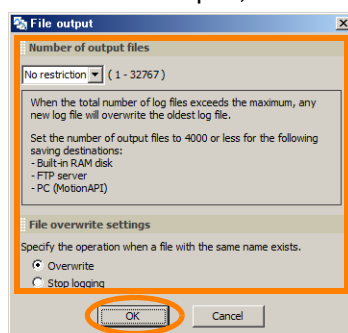 File output
Number of output files
No restriction ( 1 - 32767 )
When the total number of log files exceeds the maximum, any
new log file will overwrite the oldest log file.
Set the number of output files to 4000 or less for the following
saving destinations:
- Built-in RAM disk
- FTP server
- PC (MotionAPI)
File overwrite settings
Specify the operation when a file with the same name exists.
Overwrite
Stop logging
OK Cancel